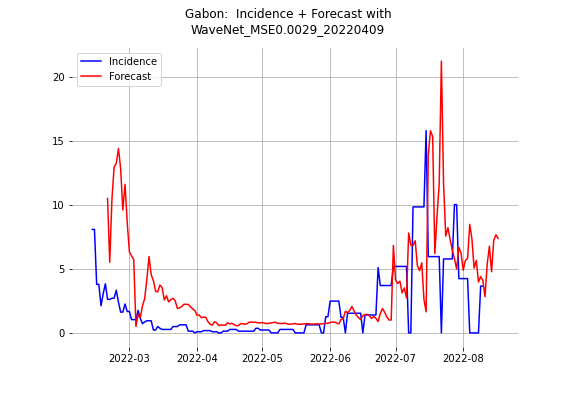 Gabon:  Incidence + Forecast with
WaveNet_MSE0.0029_20220409
Incidence
Forecast
20
15
10
5
0
2022-03 2022-04 2022-05 2022-06 2022-07 2022-08